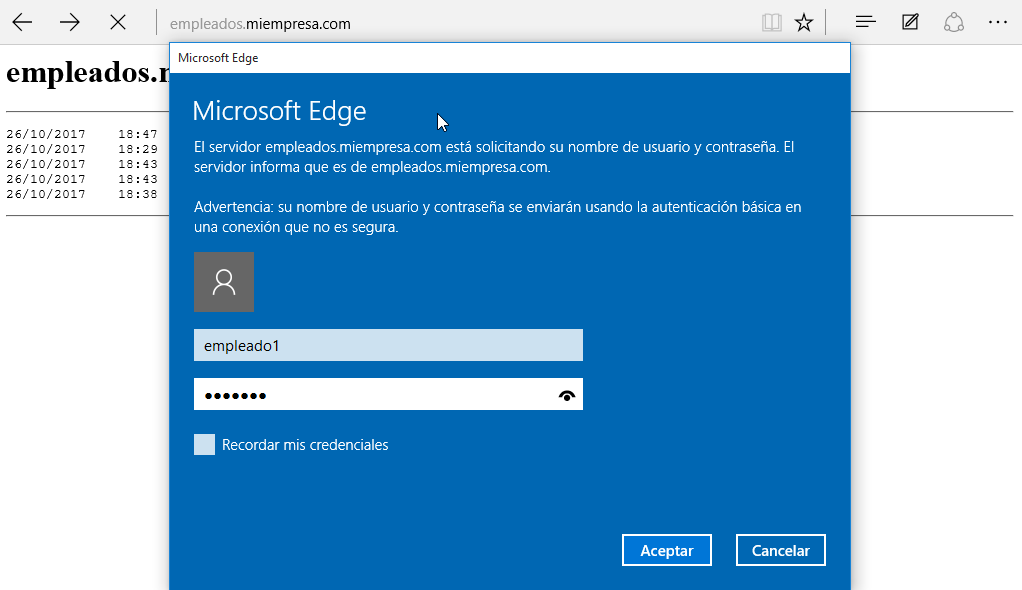 empleados.miempresa.com
Microsoft Edge
empleados.
Microsoft Edge
El servidor empleados.miempresa.com está solicitando su nombre de usuario y contraseña. El
servidor informa que es de empleados.miempresa.com.
26/10/2017 18:47
26/10/2017 18:29
26/10/2017 18:43
26/10/2017 18:43
26/10/2017 18:38
Advertencia: su nombre de usuario y contraseña se enviarán usando la autenticación básica en
una conexión que no es segura.
empleado1
•••••••
Recordar mis credenciales
Aceptar
Cancelar